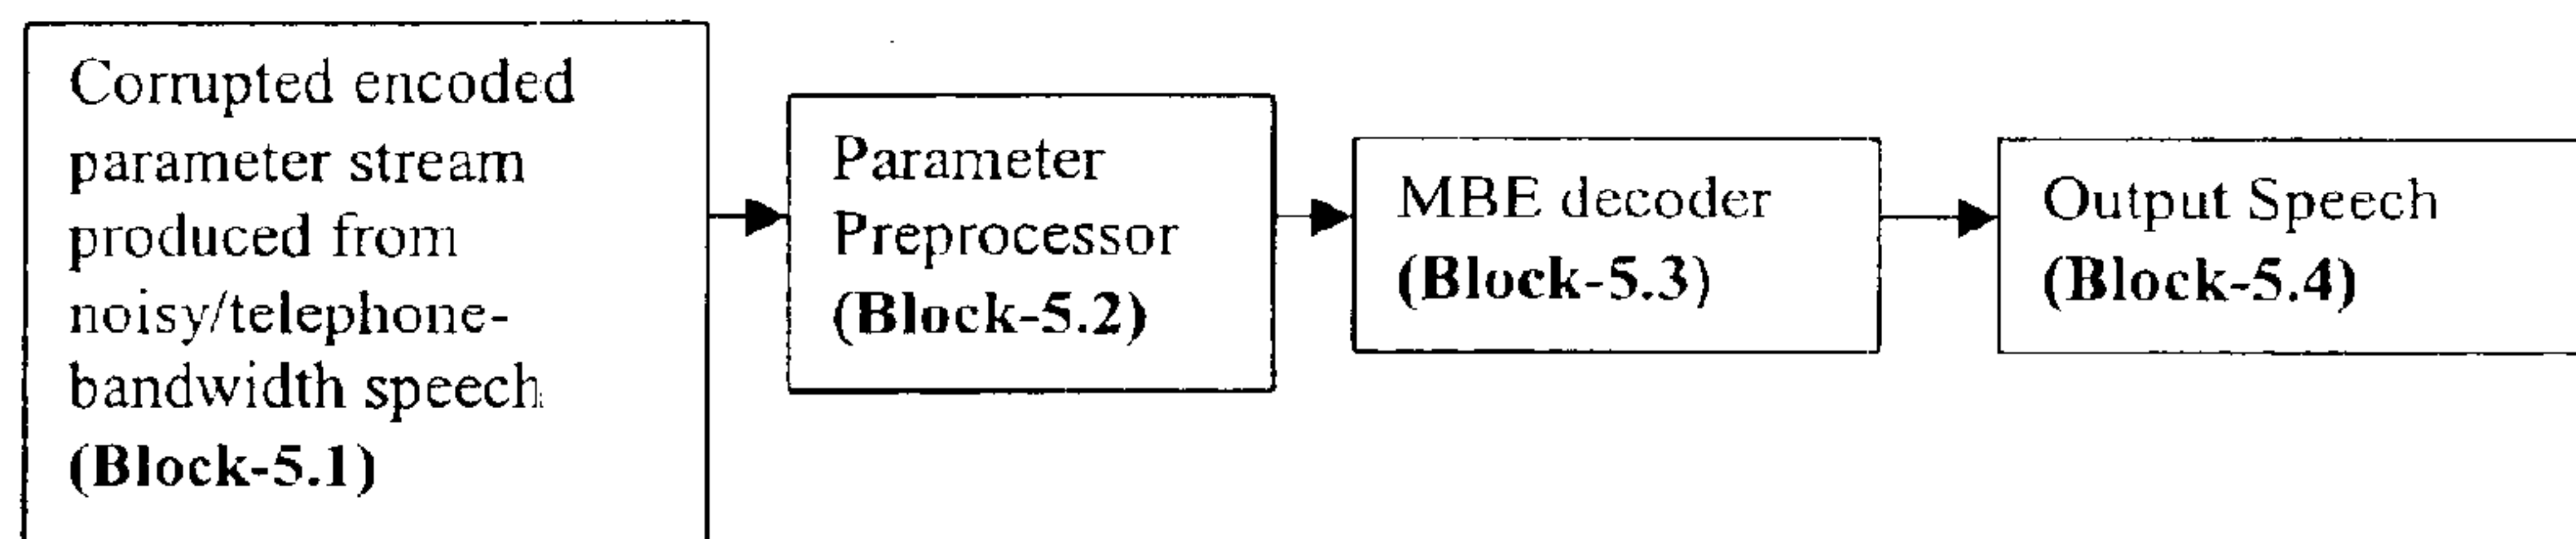 Corrupted encoded
parameter stream
produced from
noisy/telephone-
bandwidth speech
(Block-5.1)
Parameter
Preprocessor
(Block-5.2)
MBE decoder
(Block-5.3)
Output Speech
(Block-5.4)